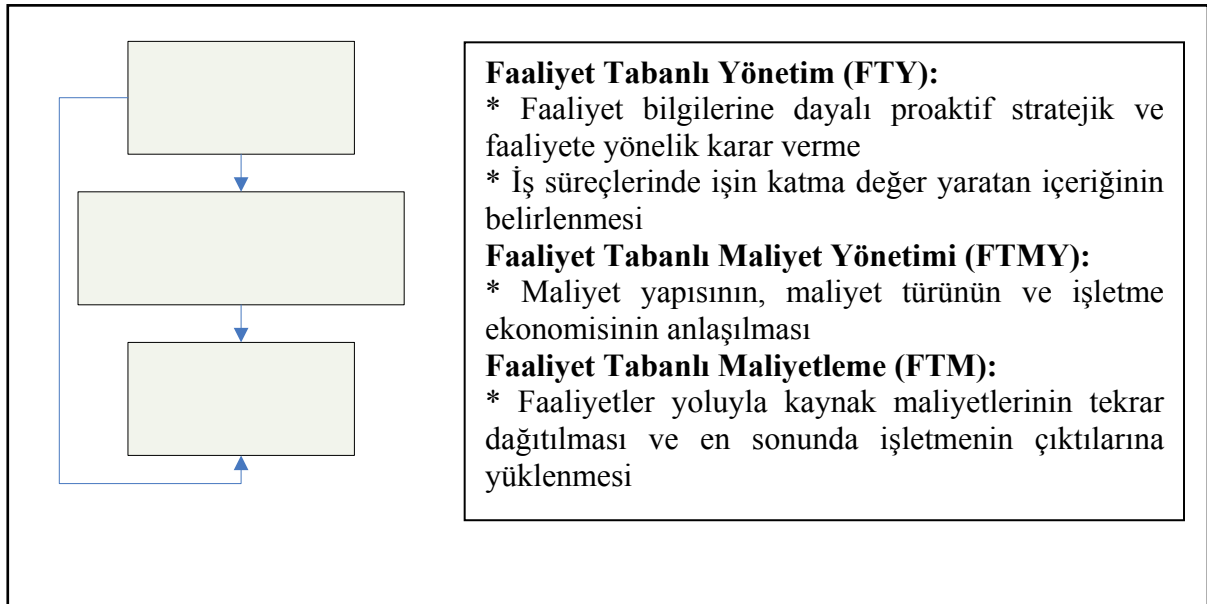 Faaliyet Tabanlı Yönetim (FTY):
* Faaliyet bilgilerine dayalı proaktif stratejik ve
faaliyete yönelik karar verme
* İş süreçlerinde işin katma değer yaratan içeriğinin
belirlenmesi
Faaliyet Tabanlı Maliyet Yönetimi (FTMY):
* Maliyet yapısının, maliyet türünün ve işletme
ekonomisinin anlaşılması
Faaliyet Tabanlı Maliyetleme (FTM):
* Faaliyetler yoluyla kaynak maliyetlerinin tekrar
dağıtılması ve en sonunda işletmenin çıktılarına
yüklenmesi